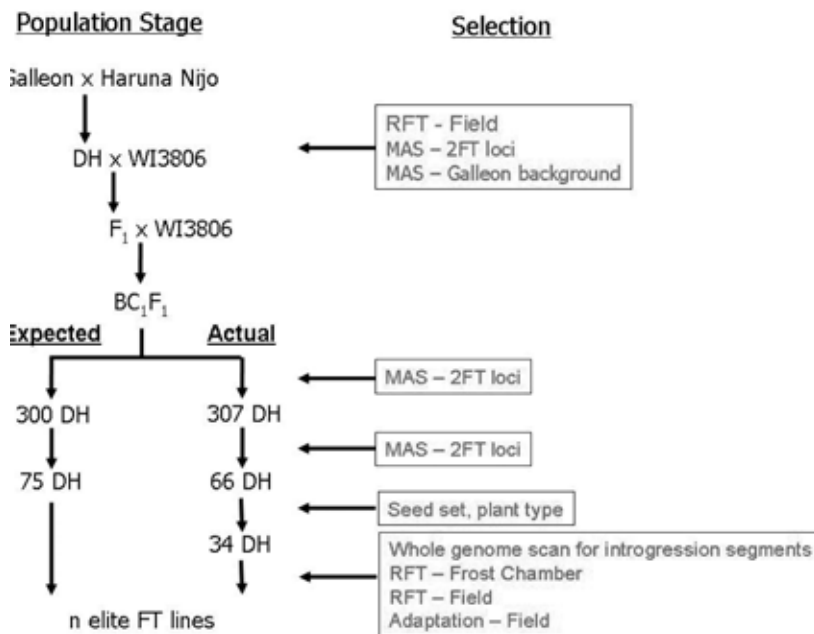 Population Stage
Selection
Galleon x Haruna Nijo
RFT - Field
MAS - 2FT loci
MAS – Galleon background
DH x WI3806
F₁ x WI3806
BC₁F₁
Expected
Actual
MAS – 2FT loci
300 DH
307 DH
MAS – 2FT loci
75 DH
66 DH
Seed set, plant type
34 DH
Whole genome scan for introgression segments
RFT – Frost Chamber
RFT – Field
Adaptation – Field
n elite FT lines